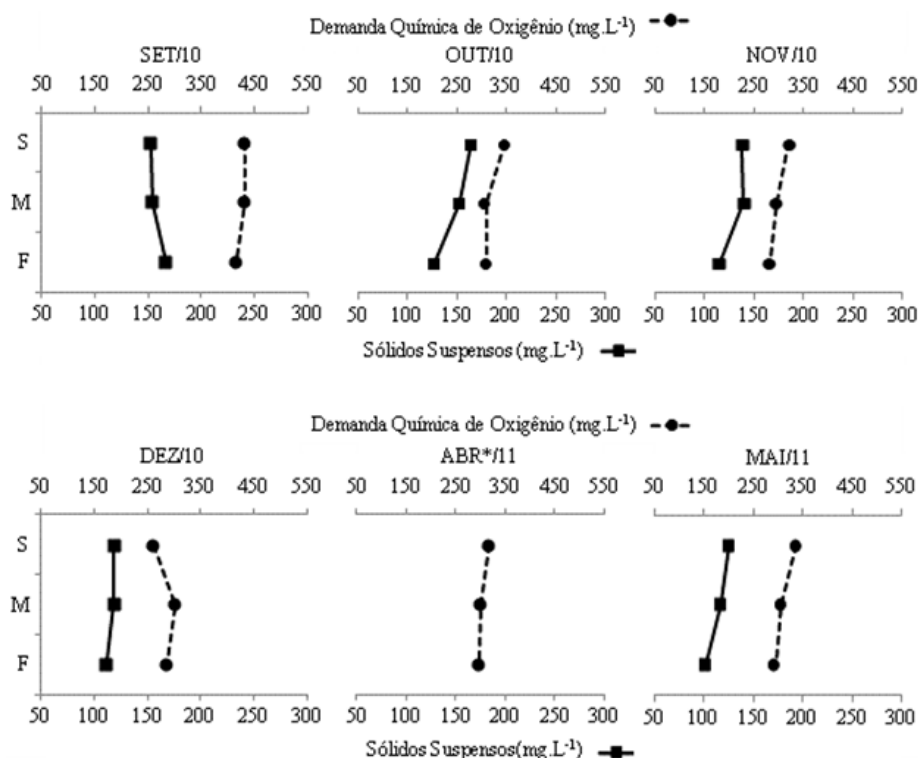 Demanda Química de Oxigênio (mg.L-1)
SET/10 OUT/10 NOV/10
50 150 250 350 450 550 50 150 250 350 450 550 50 150 250 350 450 550
S
M
F
50 100 150 200 250 300 50 100 150 200 250 300 50 100 150 200 250 300
Sólidos Suspensos (mg.L-1)
Demanda Química de Oxigênio (mg.L-1)
DEZ/10 ABR*/11 MAI/11
50 150 250 350 450 550 50 150 250 350 450 550 50 150 250 350 450 550
S
M
F
50 100 150 200 250 300 50 100 150 200 250 300 50 100 150 200 250 300
Sólidos Suspensos(mg.L-1)